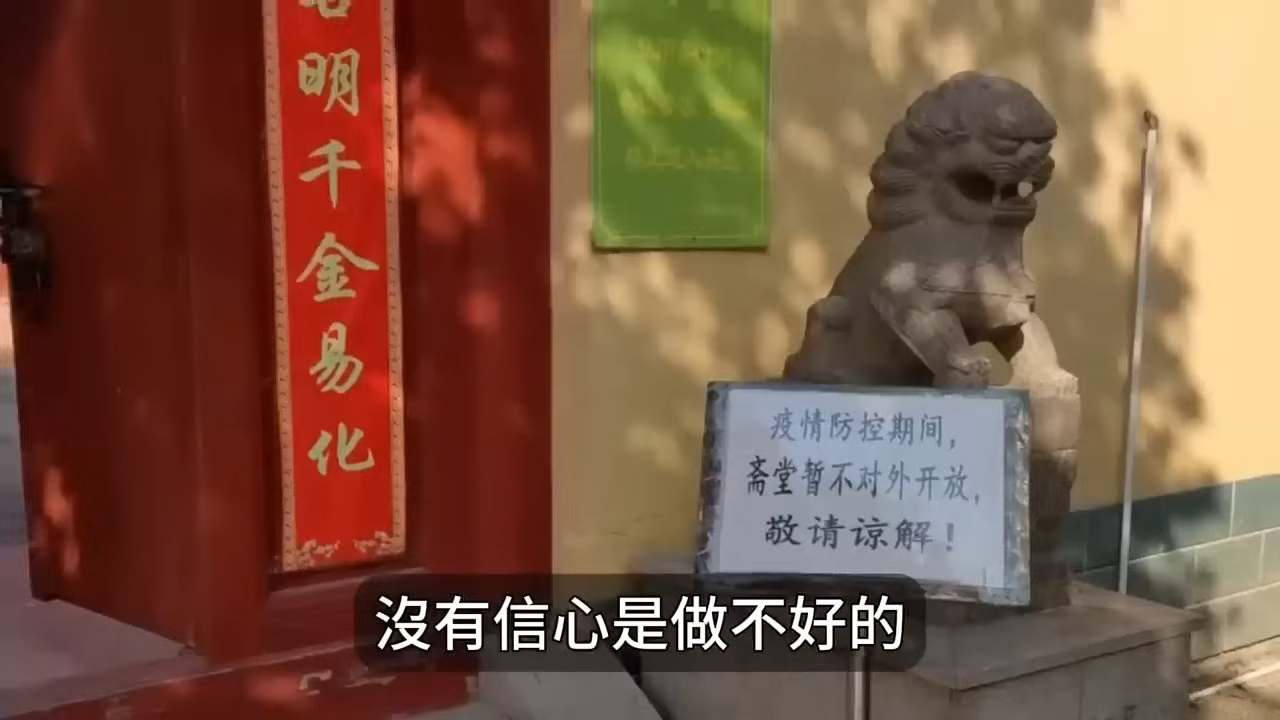 明千金易化
疫情防控期间，
斋堂暂不对外开放，
敬请谅解！
沒有信心是做不好的